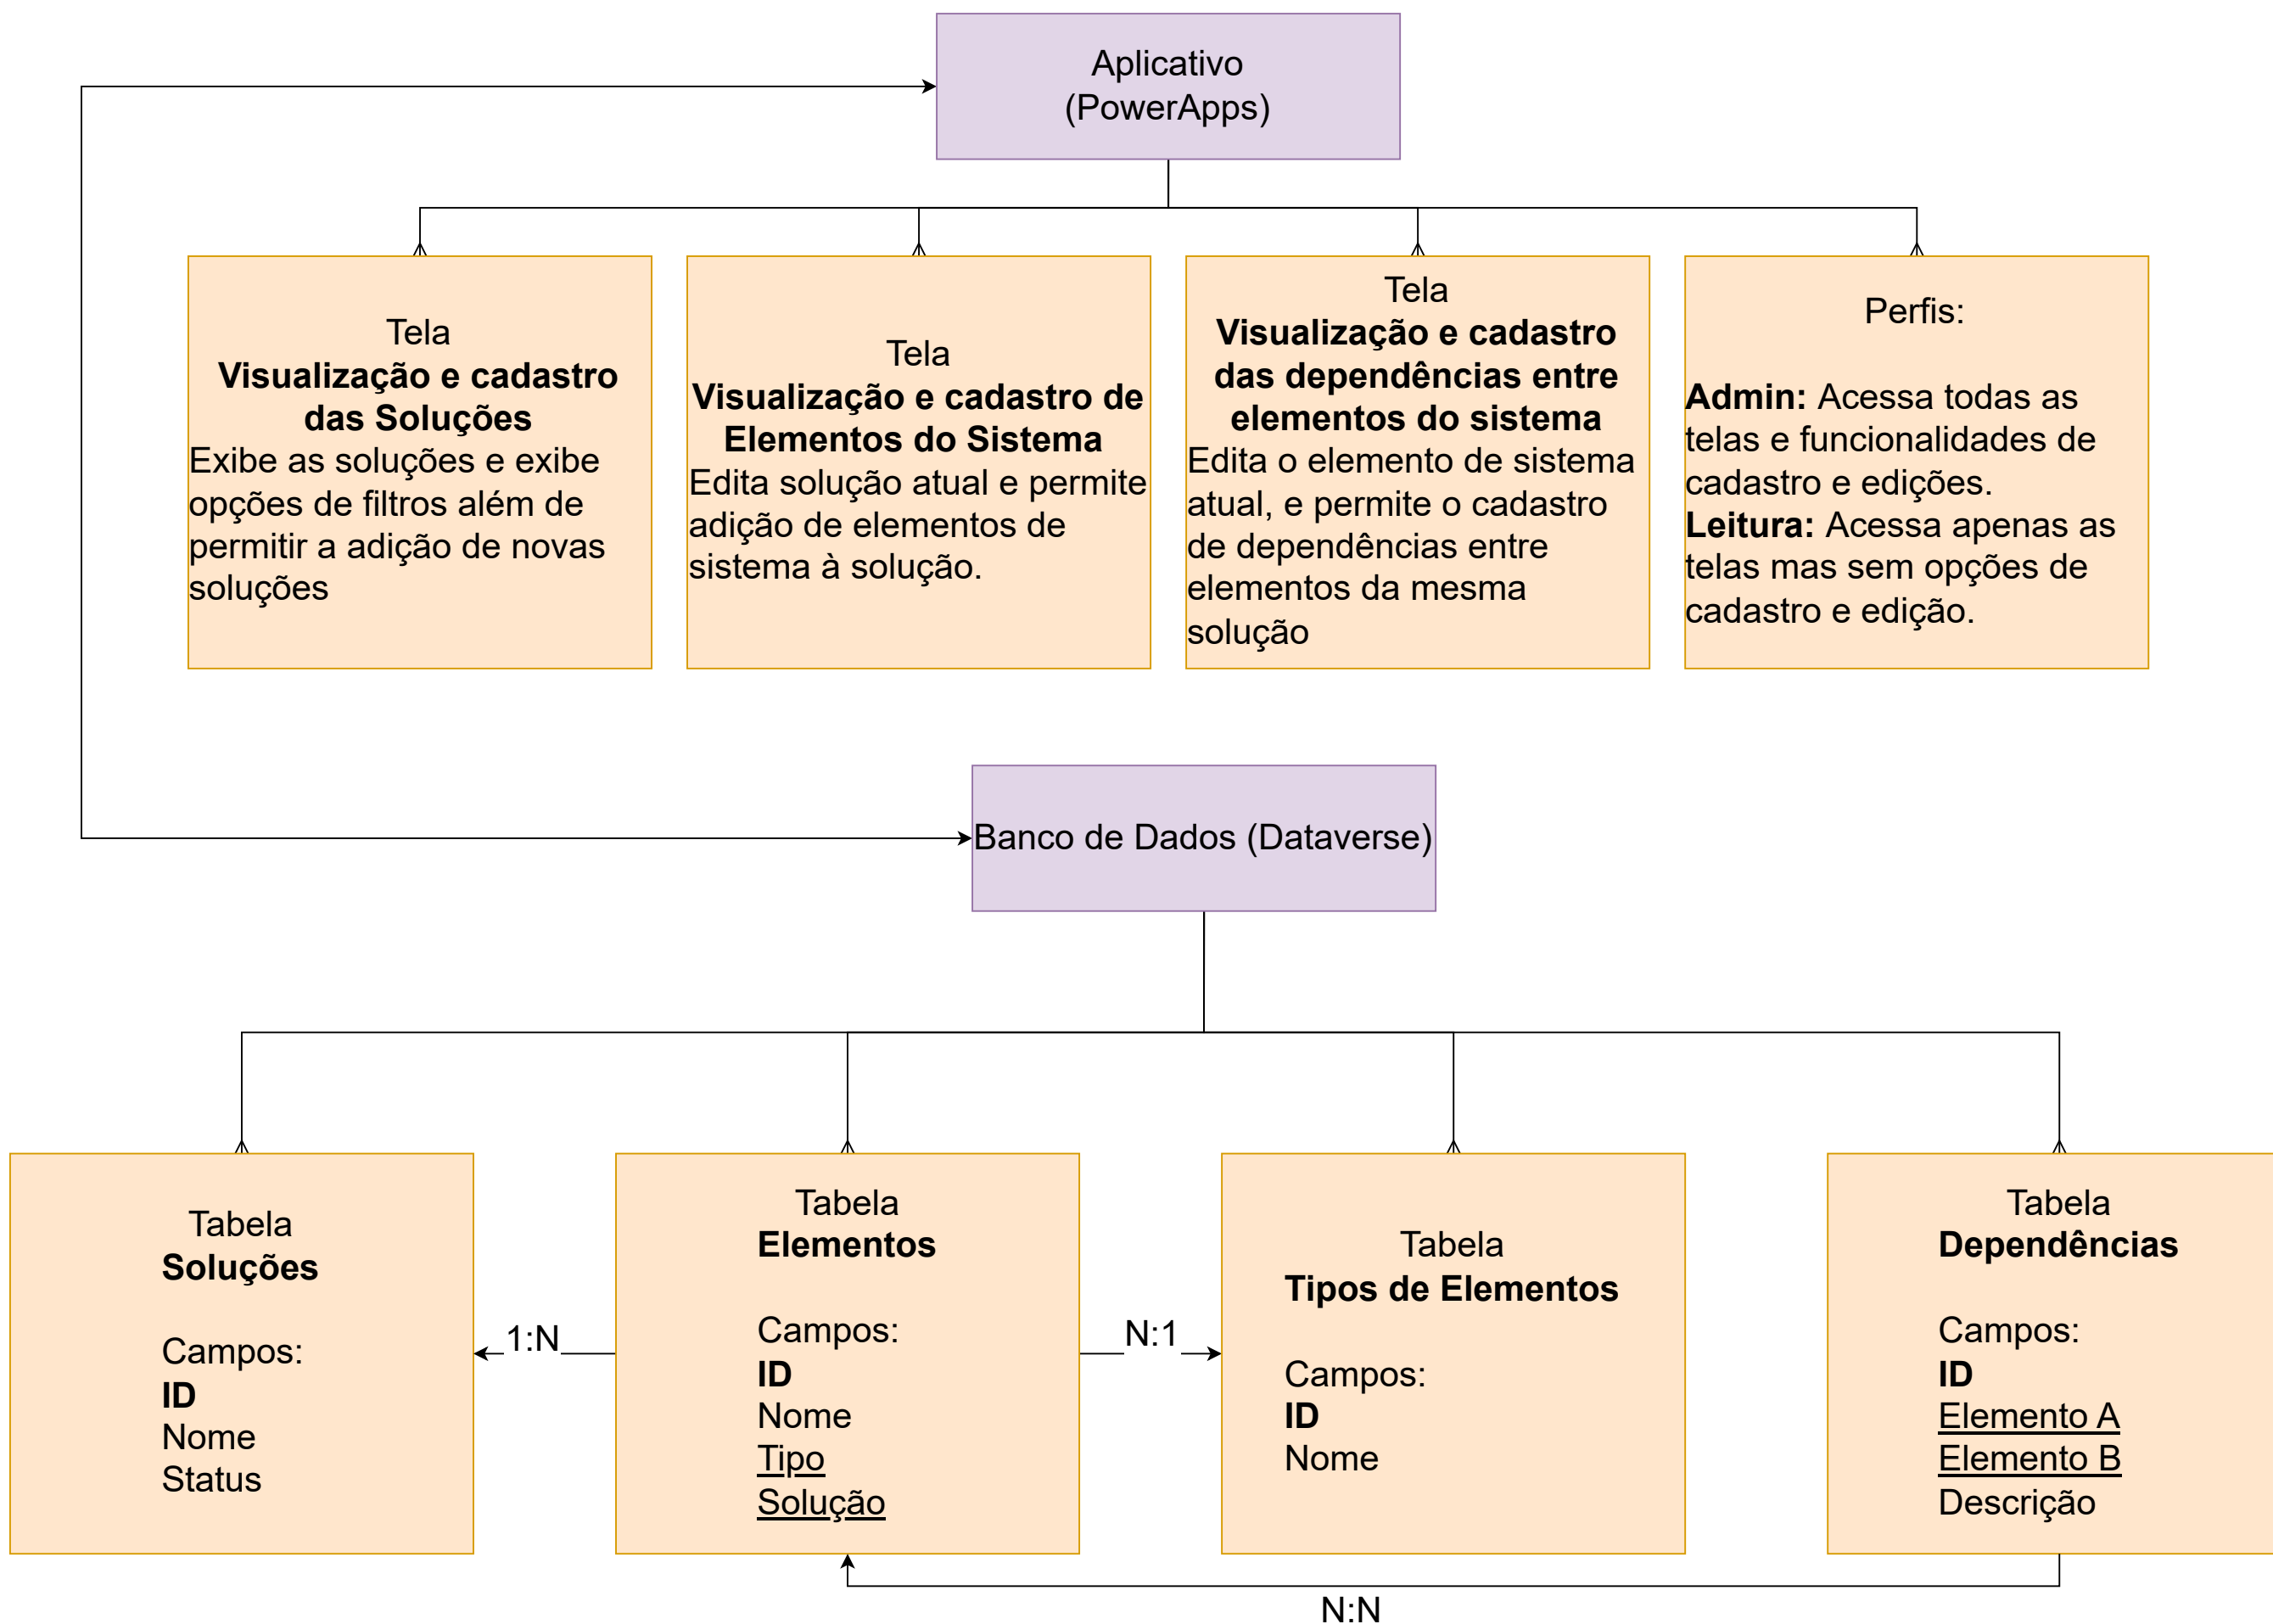 Aplicativo
(PowerApps)
Tela
Visualização e cadastro
das Soluções
Exibe as soluções e exibe
opções de filtros além de
permitir a adição de novas
soluções
Tela
Visualização e cadastro de
Elementos do Sistema
Edita solução atual e permite
adição de elementos de
sistema à solução.
Tela
Visualização e cadastro
das dependências entre
elementos do sistema
Edita o elemento de sistema
atual, e permite o cadastro
de dependências entre
elementos da mesma
solução
Perfis:
Admin: Acessa todas as
telas e funcionalidades de
cadastro e edições.
Leitura: Acessa apenas as
telas mas sem opções de
cadastro e edição.
Banco de Dados (Dataverse)
Tabela
Soluções
Campos:
ID
Nome
Status
1:N
Tabela
Elementos
Campos:
ID
Nome
Tipo
Solução
N:1
Tabela
Tipos de Elementos
Campos:
ID
Nome
Tabela
Dependências
Campos:
ID
Elemento A
Elemento B
Descrição
N:N